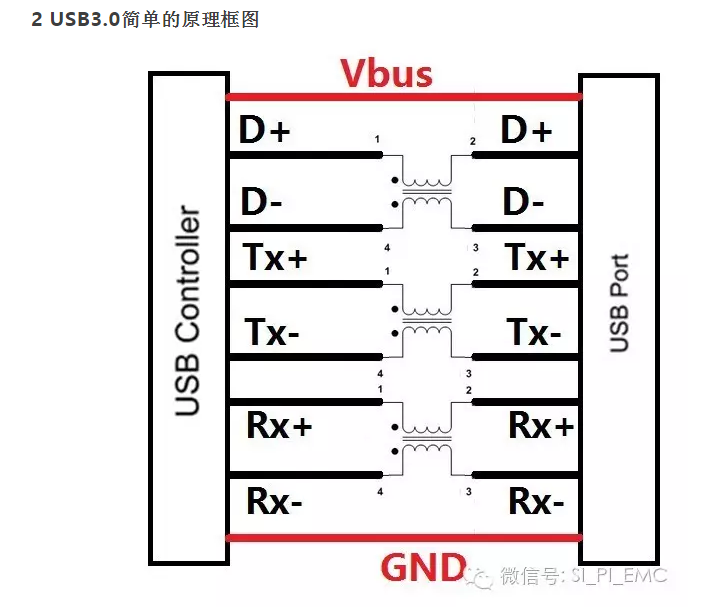 2 USB3.0简单的原理框图
Vbus
D+ 1 2 D+
D- D-
4 3
Tx+ 1 2 Tx+
Tx- Tx-
4 3
1 2
Rx+ Rx+
4 3
Rx- Rx-
USB Controller
USB Port
GND
微信号: SI_PI_EMC